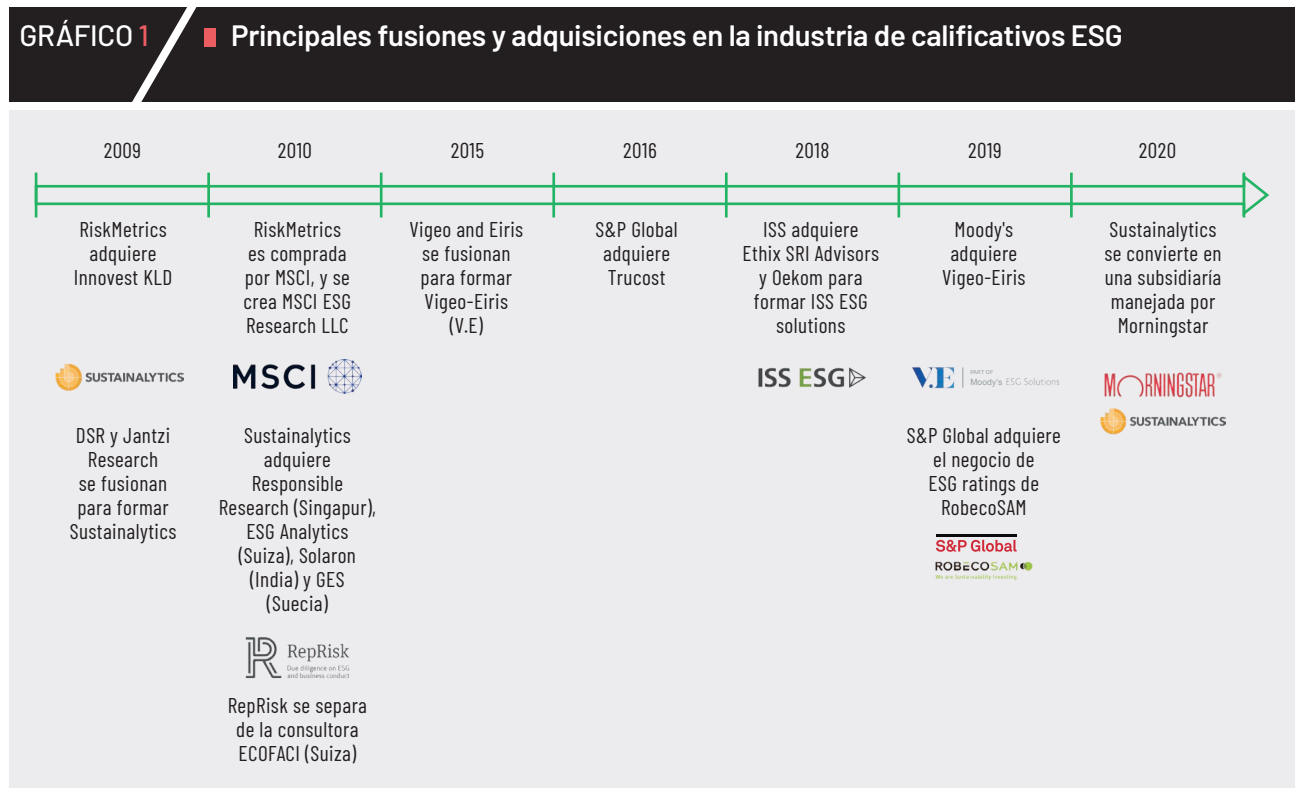 GRÁFICO 1
Principales fusiones y adquisiciones en la industria de calificativos ESG
2009
RiskMetrics
adquiere
Innovest KLD
SUSTAINALYTICS
DSR y Jantzi
Research
se fusionan
para formar
Sustainalytics
2010
RiskMetrics
es comprada
por MSCI, y se
crea MSCI ESG
Research LLC
MSCI
Sustainalytics
adquiere
Responsible
Research (Singapur),
ESG Analytics
(Suiza), Solaron
(India) y GES
(Suecia)
RepRisk
Due diligence on ESG
and business conduct
RepRisk se separa
de la consultora
ECOFACI (Suiza)
2015
Vigeo and Eiris
se fusionan
para formar
Vigeo-Eiris
(V.E)
2016
S&P Global
adquiere
Trucost
2018
ISS adquiere
Ethix SRI Advisors
y Oekom para
formar ISS ESG
solutions
ISS ESG
2019
Moody's
adquiere
Vigeo-Eiris
V.E
PART OF
Moody's ESG Solutions
S&P Global adquiere
el negocio de
ESG ratings de
RobecoSAM
S&P Global
ROBECOSAM
We are Sustainability Investing.
2020
Sustainalytics
se convierte en
una subsidiaría
manejada por
Morningstar
MORNINGSTAR®
SUSTAINALYTICS